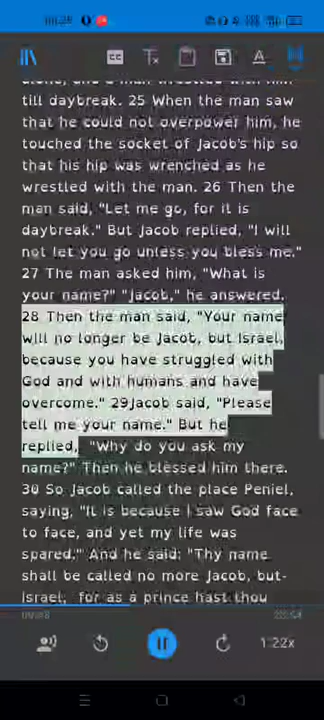 till daybreak. 25 When the man saw
that he could not overpower him, he
touched the socket of Jacob's hip so
that his hip was wrenched as he
wrestled with the man. 26 Then the
man said, "Let me go, for it is
daybreak." But Jacob replied, "I will
not let you go unless you bless me."
27 The man asked him, "What is
your name?" "Jacob," he answered.
28 Then the man said, "Your name
will no longer be Jacob, but Israel,
because you have struggled with
God and with humans and have
overcome." 29Jacob said, "Please
tell me your name." But he
replied, "Why do you ask my
name?" Then he blessed him there.
30 So Jacob called the place Peniel,
saying, "It is because I saw God face
to face, and yet my life was
spared." And he said: "Thy name
shall be called no more Jacob, but-
Israel; for as a prince hast thou
1.22x